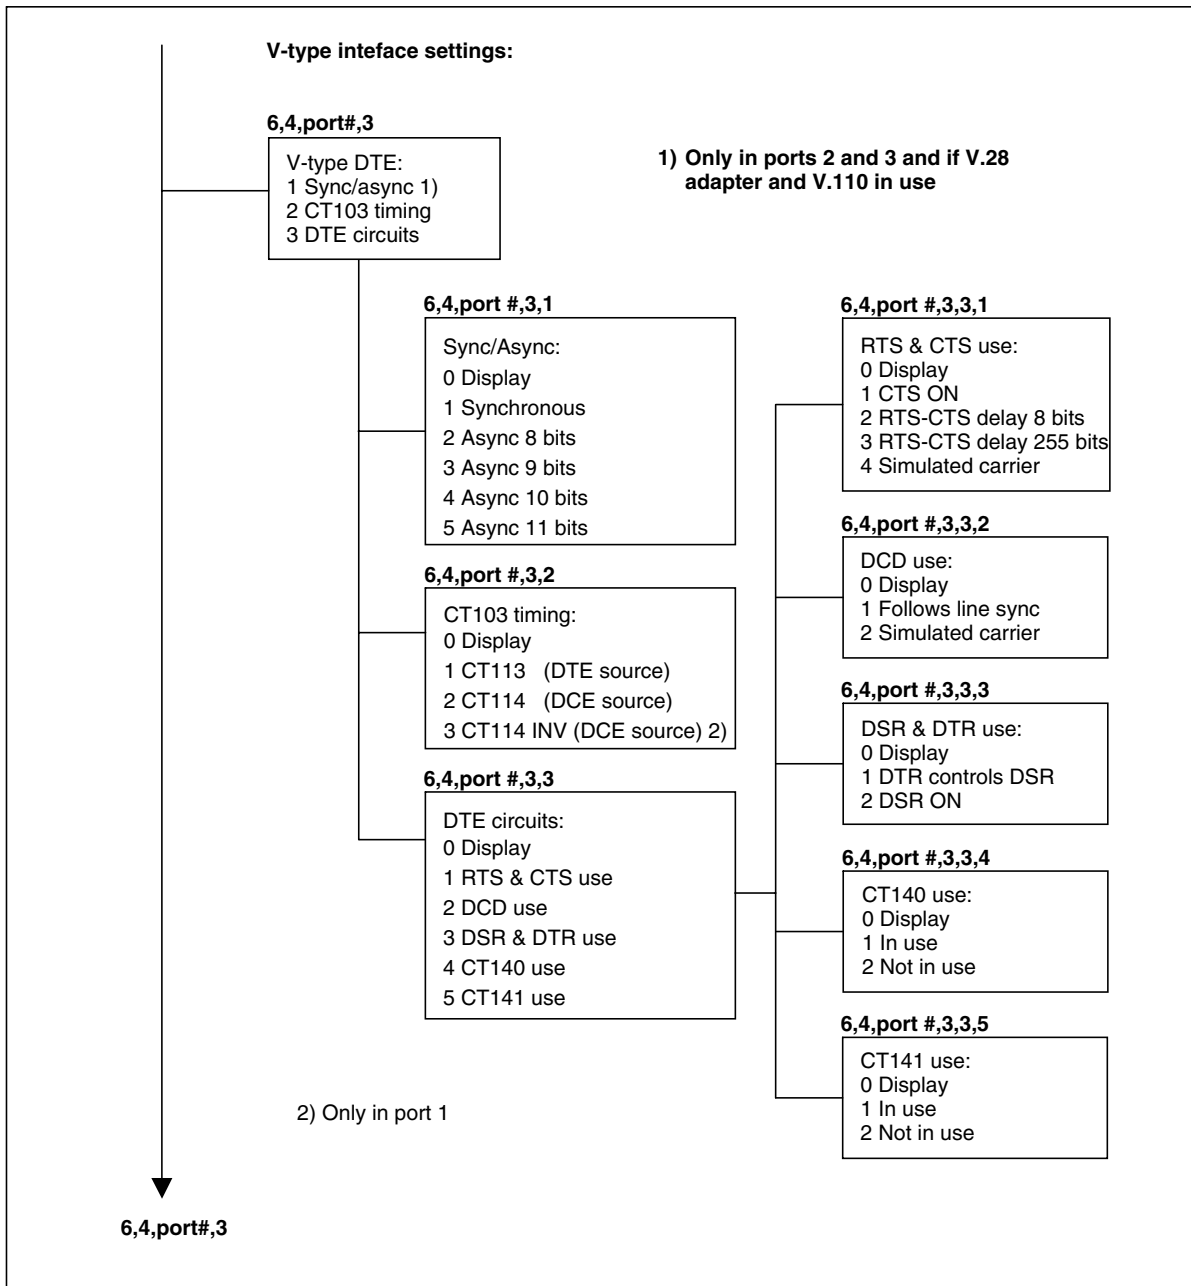 V-type inteface settings:
6,4,port#,3
V-type DTE:
1 Sync/async 1)
2 CT103 timing
3 DTE circuits
1) Only in ports 2 and 3 and if V.28
adapter and V.110 in use
6,4,port #,3,1
Sync/Async:
0 Display
1 Synchronous
2 Async 8 bits
3 Async 9 bits
4 Async 10 bits
5 Async 11 bits
6,4,port #,3,2
CT103 timing:
0 Display
1 CT113 (DTE source)
2 CT114 (DCE source)
3 CT114 INV (DCE source) 2)
6,4,port #,3,3
DTE circuits:
0 Display
1 RTS & CTS use
2 DCD use
3 DSR & DTR use
4 CT140 use
5 CT141 use
6,4,port #,3,3,1
RTS & CTS use:
0 Display
1 CTS ON
2 RTS-CTS delay 8 bits
3 RTS-CTS delay 255 bits
4 Simulated carrier
6,4,port #,3,3,2
DCD use:
0 Display
1 Follows line sync
2 Simulated carrier
6,4,port #,3,3,3
DSR & DTR use:
0 Display
1 DTR controls DSR
2 DSR ON
6,4,port #,3,3,4
CT140 use:
0 Display
1 In use
2 Not in use
6,4,port #,3,3,5
CT141 use:
0 Display
1 In use
2 Not in use
2) Only in port 1
6,4,port#,3